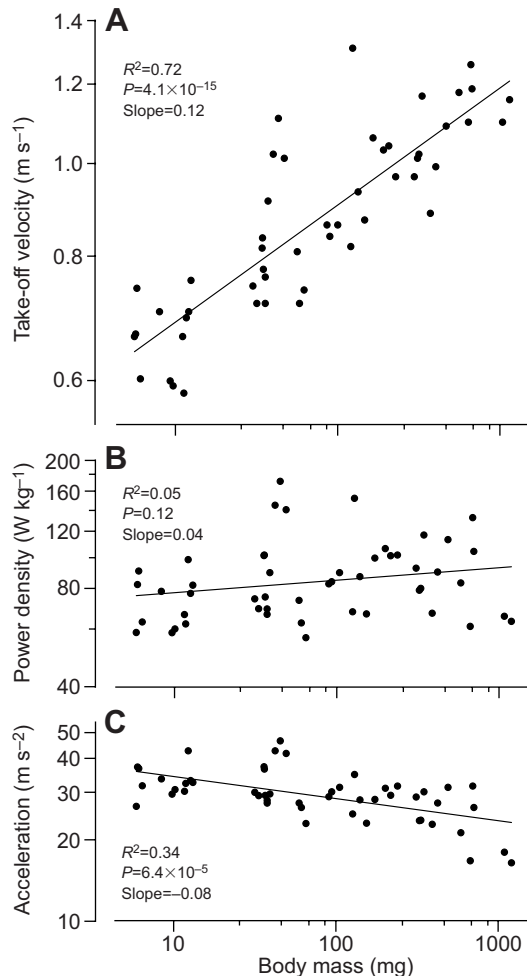 A
1.4
1.2
1.0
0.8
0.6
Take-off velocity (m s–1)
R2=0.72
P=4.1×10–15
Slope=0.12
10
100
1000
B
200
160
120
80
40
Power density (W kg–1)
R2=0.05
P=0.12
Slope=0.04
C
50
40
30
20
10
Acceleration (m s–2)
R2=0.34
P=6.4×10–5
Slope=–0.08
10
100
1000
Body mass (mg)